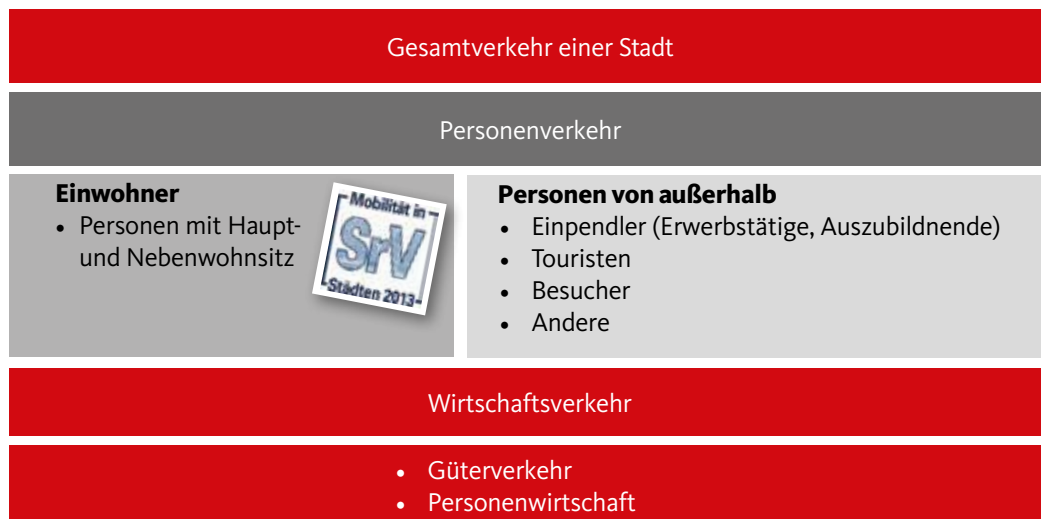 Gesamtverkehr einer Stadt
Personenverkehr
Einwohner
• Personen mit Haupt-
und Nebenwohnsitz
Mobilität in
SrV
Städten 2013
Personen von außerhalb
• Einpendler (Erwerbstätige, Auszubildnende)
• Touristen
• Besucher
• Andere
Wirtschaftsverkehr
• Güterverkehr
• Personenwirtschaft